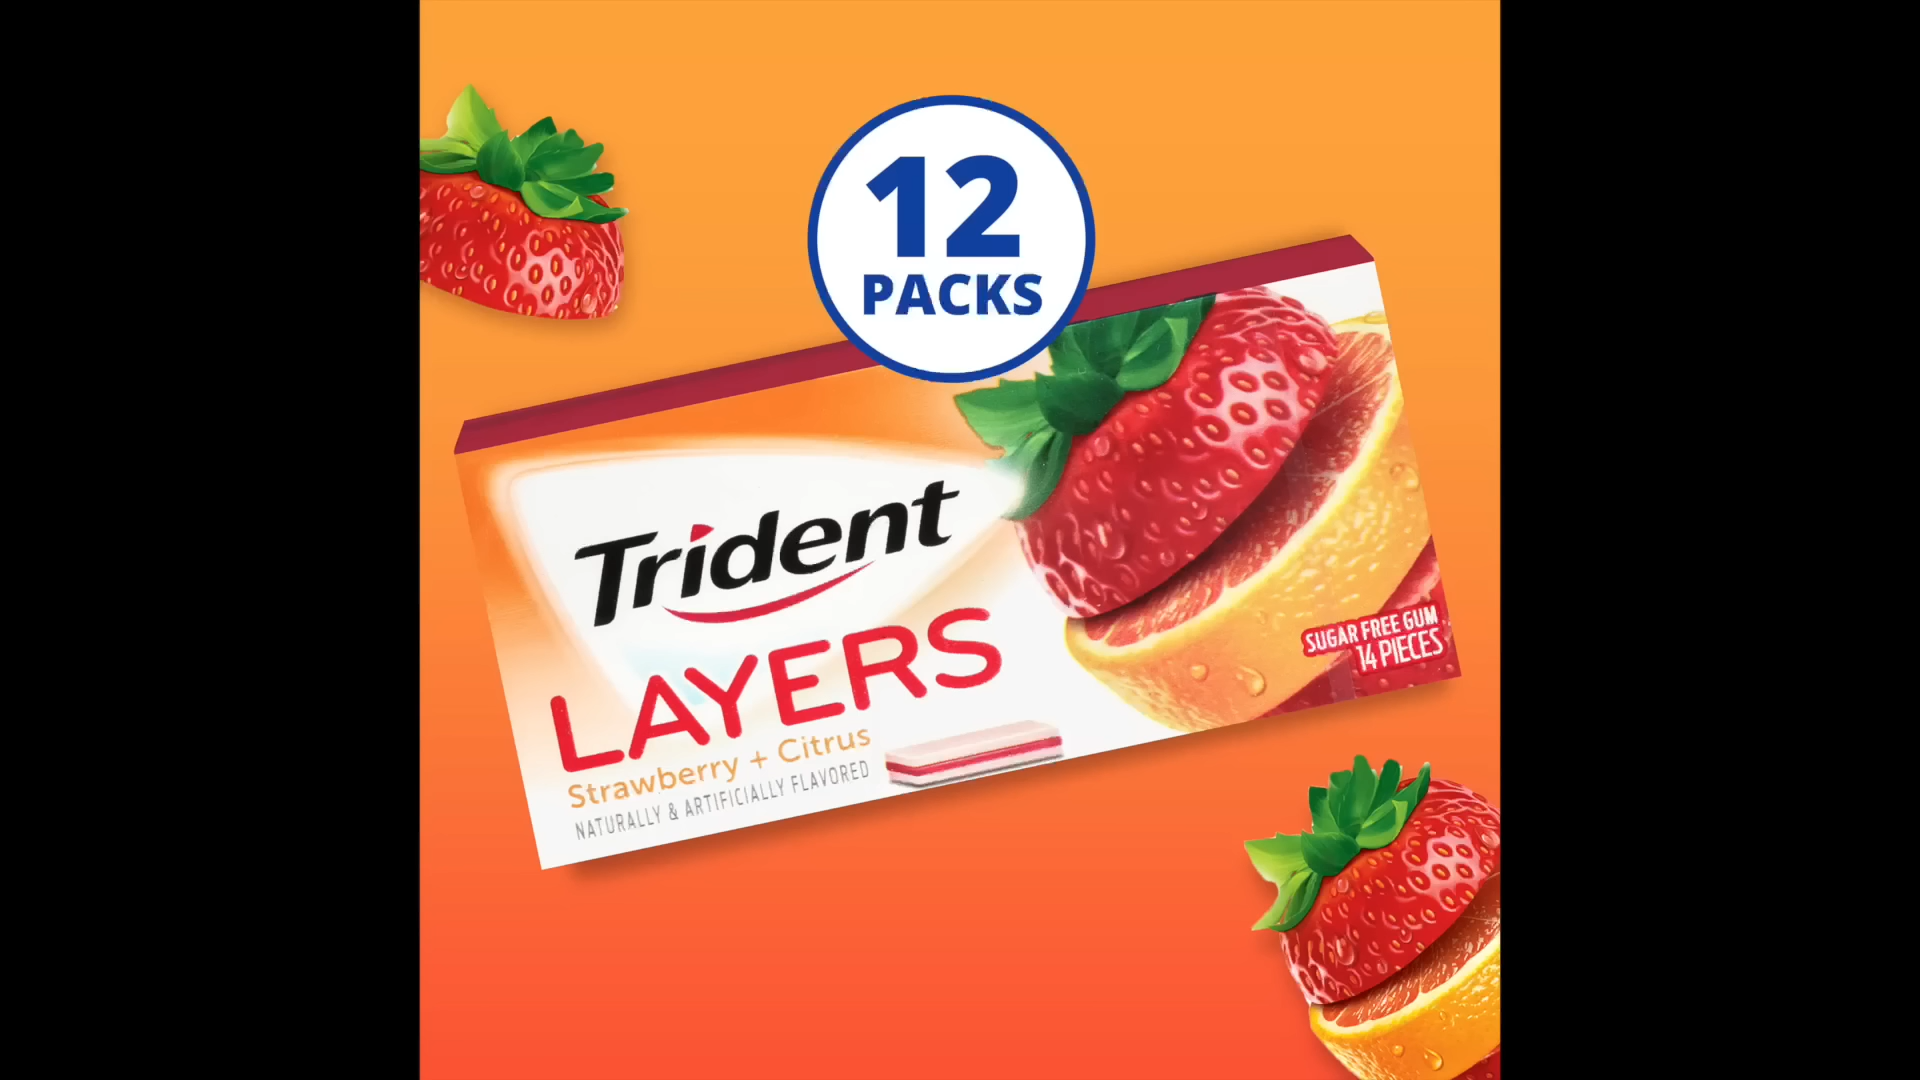 12
PACKS
Trident
LAYERS
Strawberry + Citrus
NATURALLY & ARTIFICIALLY FLAVORED
SUGAR FREE GUM
14 PIECES